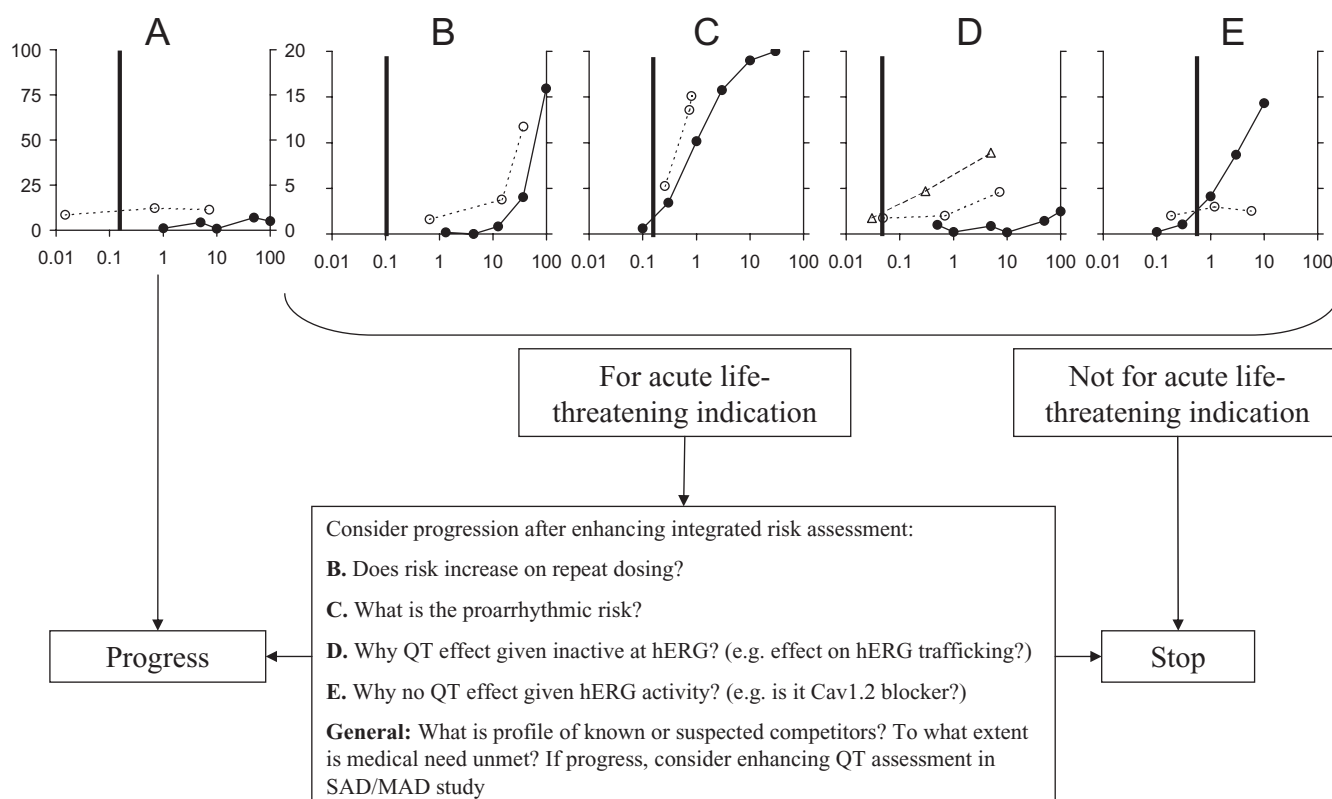 A B C D E
100 20
75 15
50 10
25 5
0 0
0.01 0.1 1 10 100 0.01 0.1 1 10 100 0.01 0.1 1 10 100 0.01 0.1 1 10 100 0.01 0.1 1 10 100
For acute life-
threatening indication
Not for acute life-
threatening indication
Consider progression after enhancing integrated risk assessment:
B. Does risk increase on repeat dosing?
C. What is the proarrhythmic risk?
D. Why QT effect given inactive at hERG? (e.g. effect on hERG trafficking?)
E. Why no QT effect given hERG activity? (e.g. is it Cav1.2 blocker?)
General: What is profile of known or suspected competitors? To what extent
is medical need unmet? If progress, consider enhancing QT assessment in
SAD/MAD study
Progress
Stop